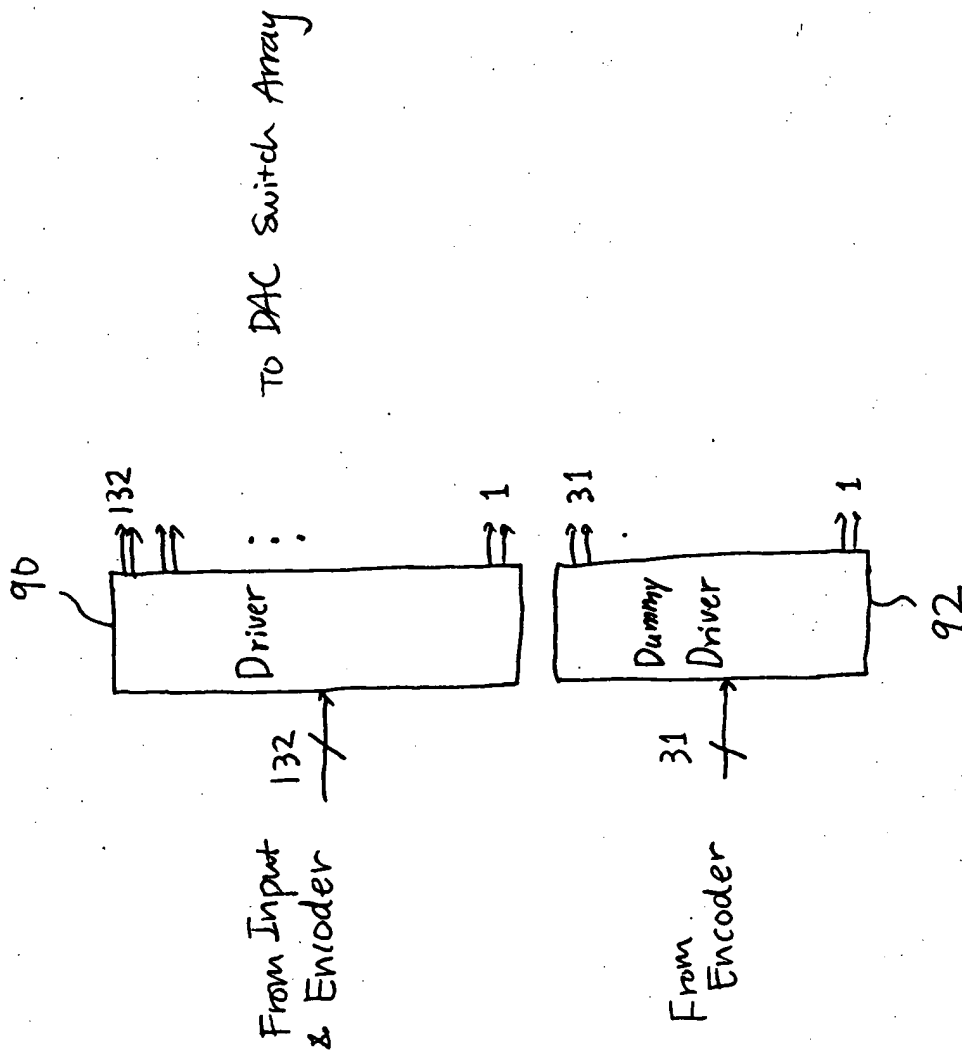 90
132
Driver
132
From Input
& Encoder
To DAC Switch Array
1
31
Dummy
Driver
31
From
Encoder
1
92